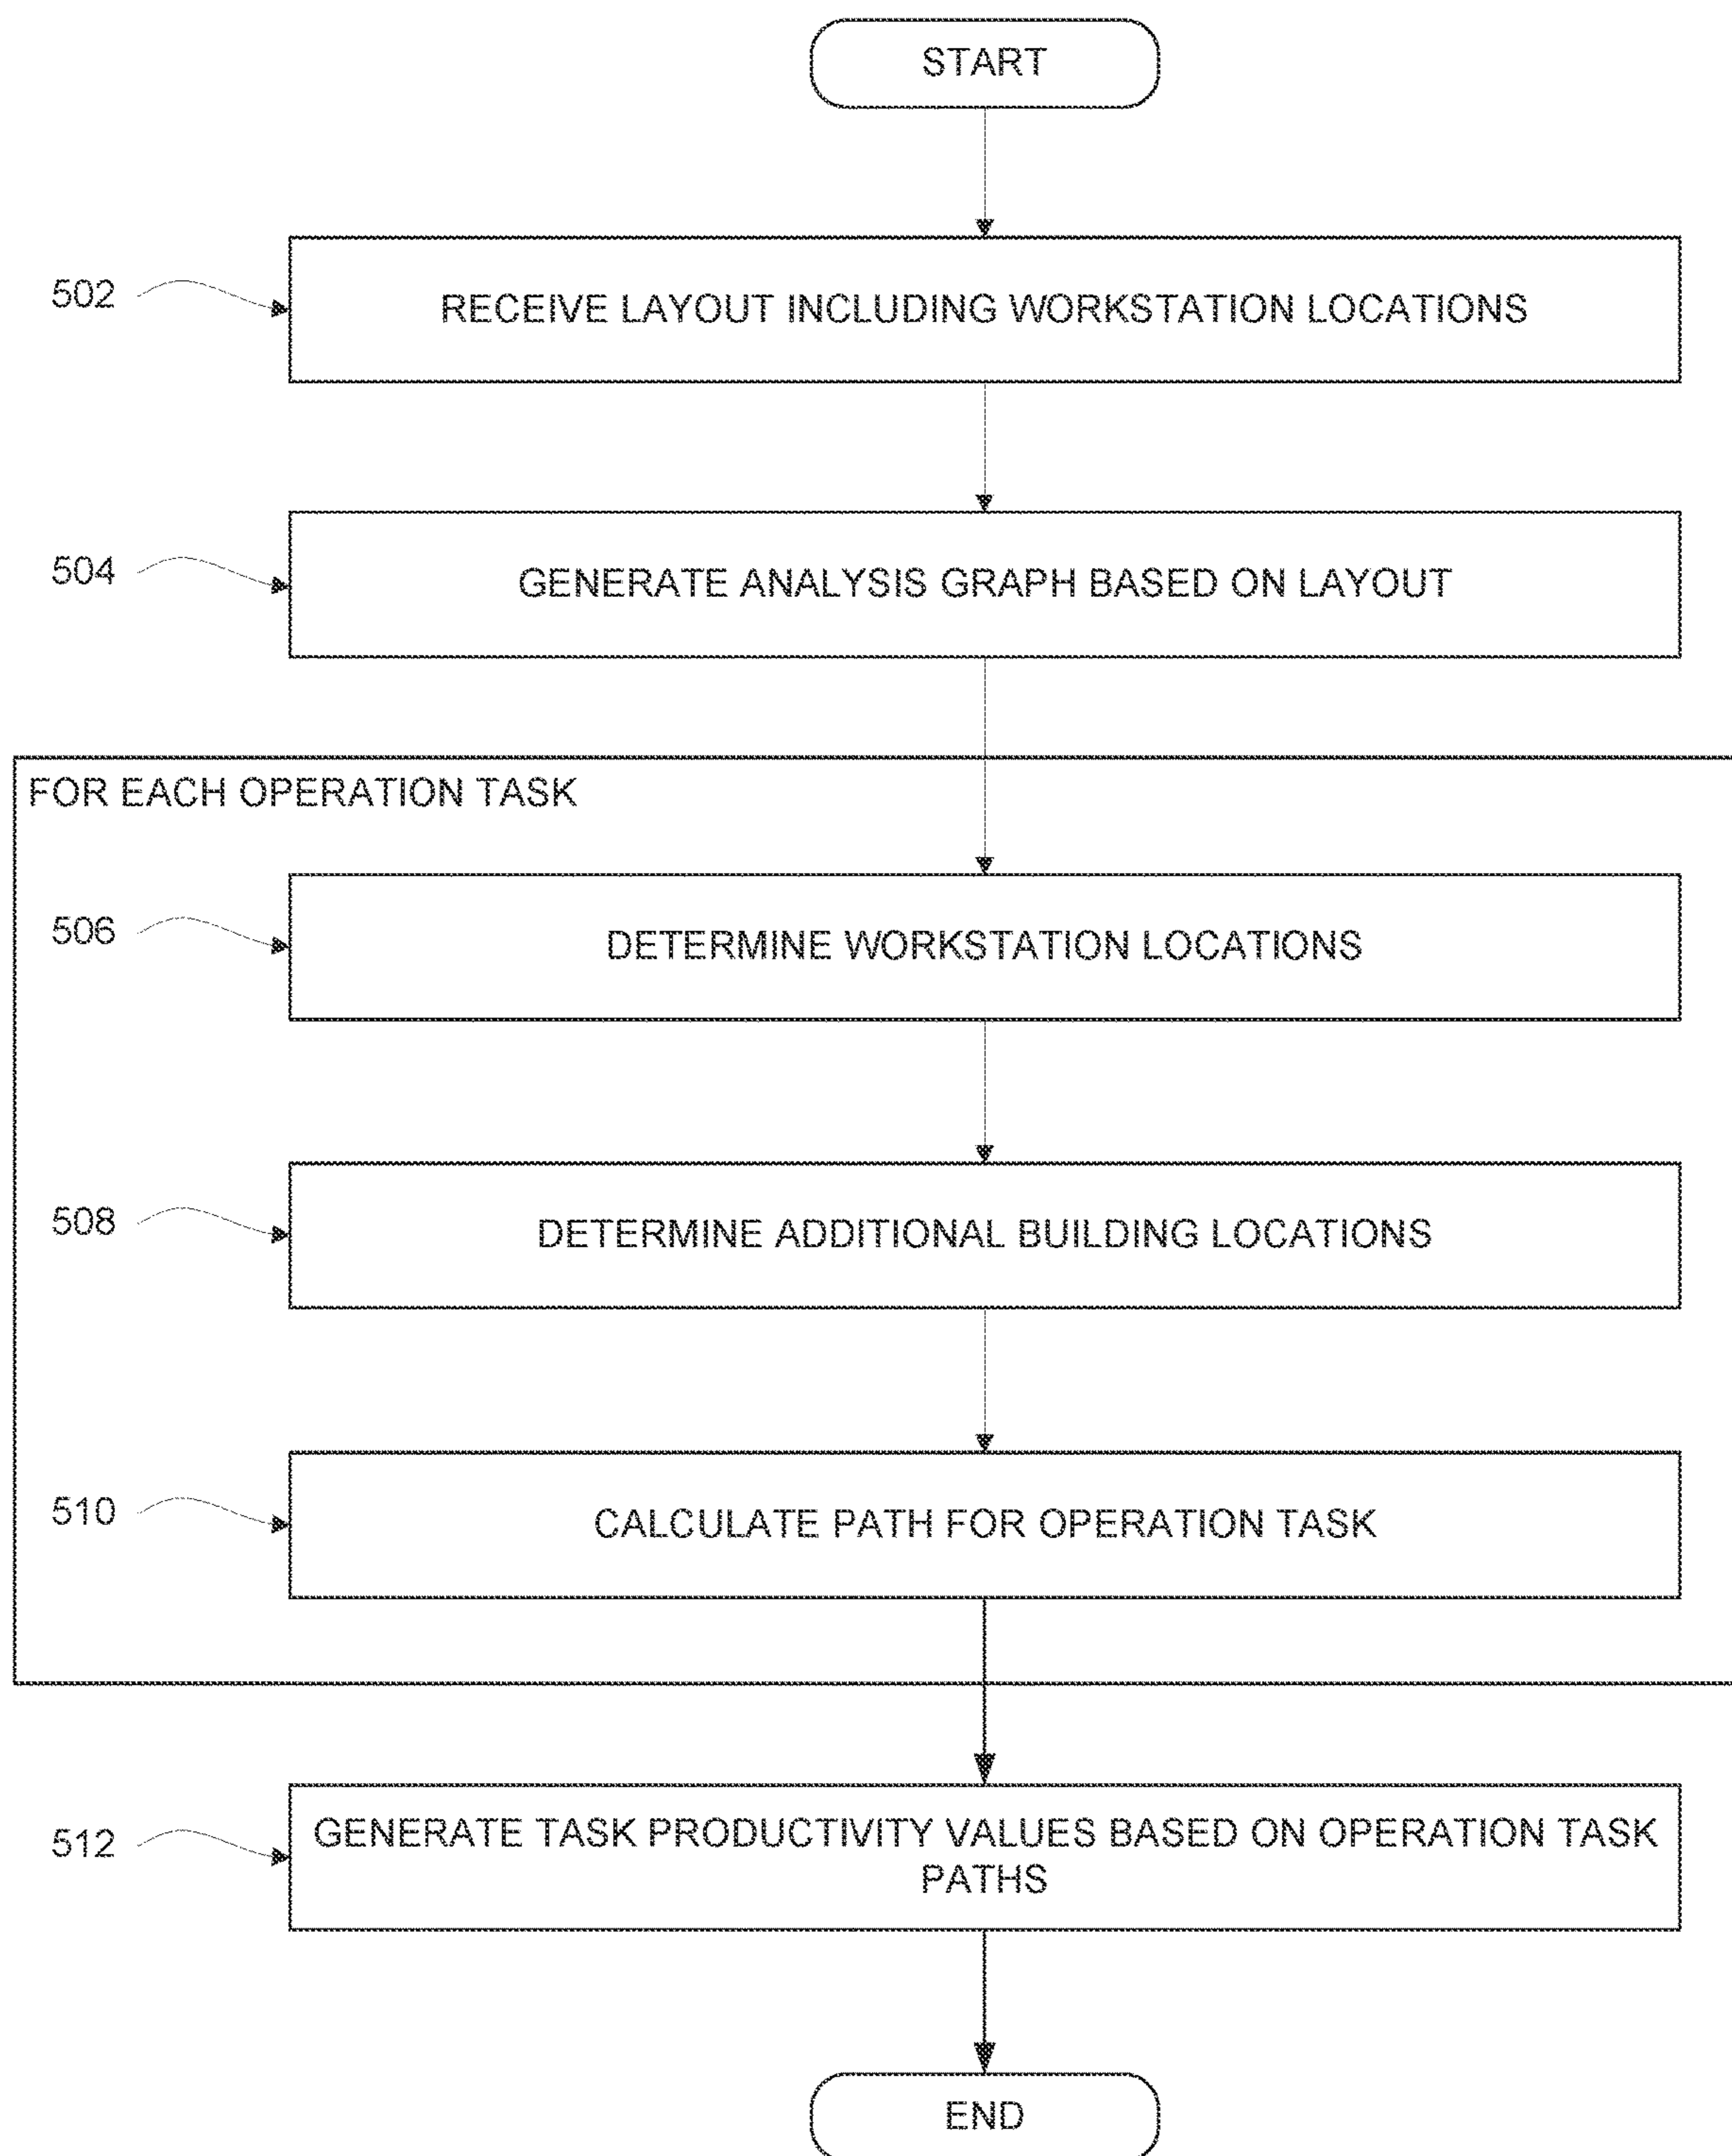 START
502
RECEIVE LAYOUT INCLUDING WORKSTATION LOCATIONS
504
GENERATE ANALYSIS GRAPH BASED ON LAYOUT
FOR EACH OPERATION TASK
506
DETERMINE WORKSTATION LOCATIONS
508
DETERMINE ADDITIONAL BUILDING LOCATIONS
510
CALCULATE PATH FOR OPERATION TASK
512
GENERATE TASK PRODUCTIVITY VALUES BASED ON OPERATION TASK
PATHS
END